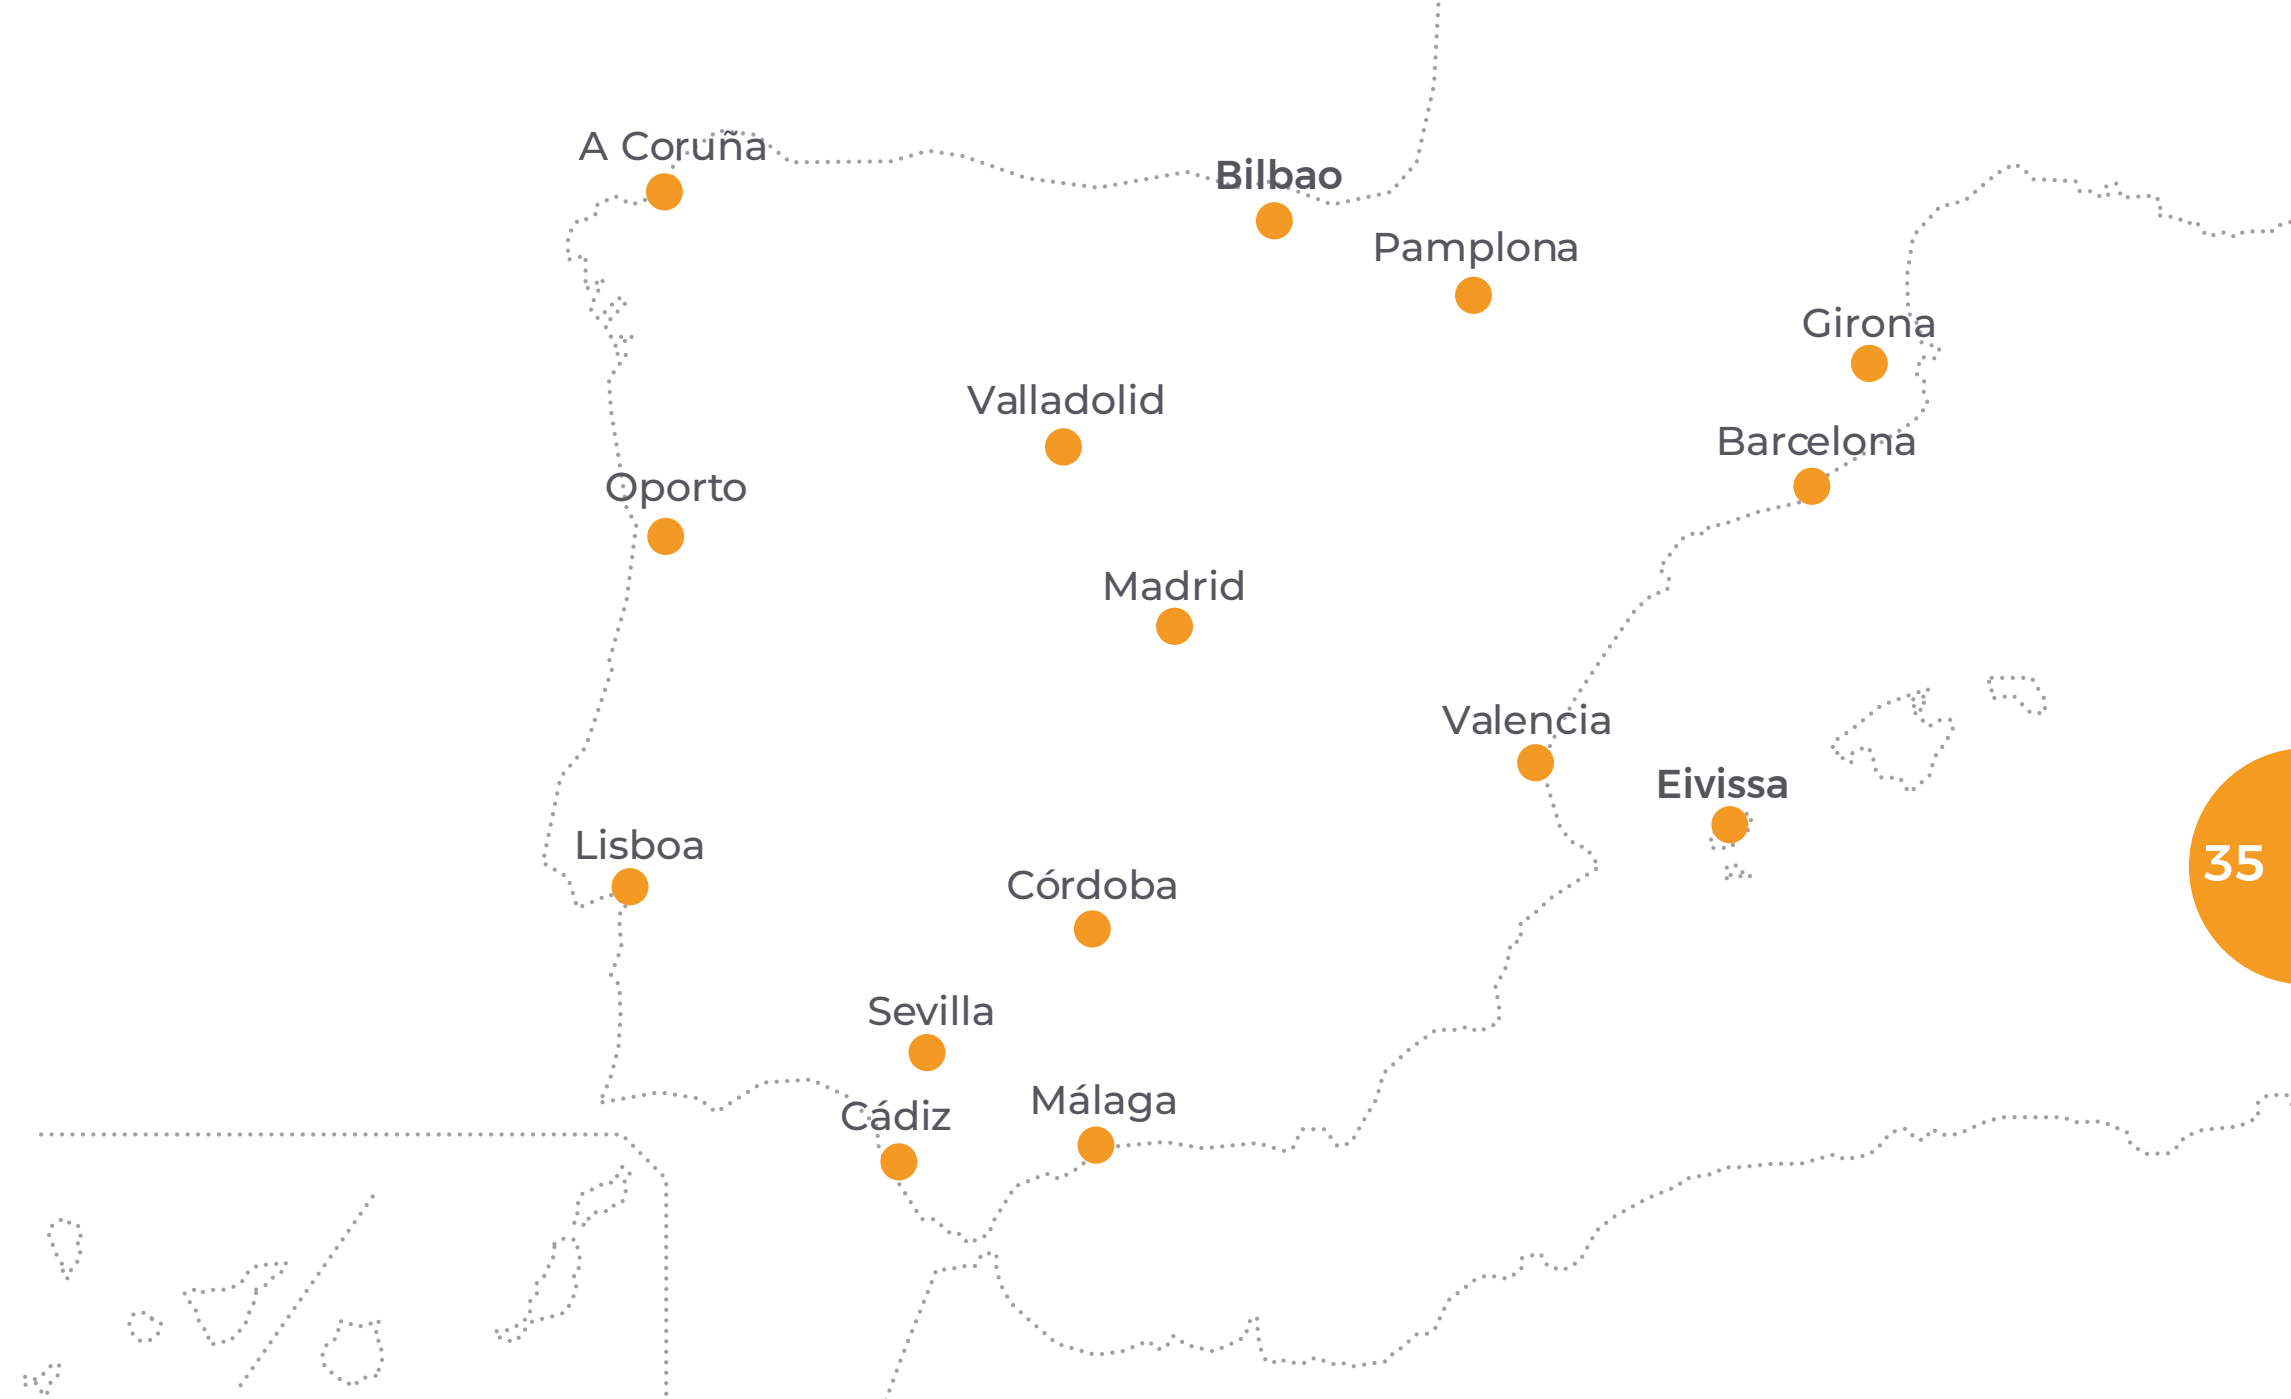 A Coruña
Bilbao
Pamplona
Girona
Valladolid
Barcelona
Oporto
Madrid
Valencia
Eivissa
Lisboa
35
Córdoba
Sevilla
Málaga
Cádiz